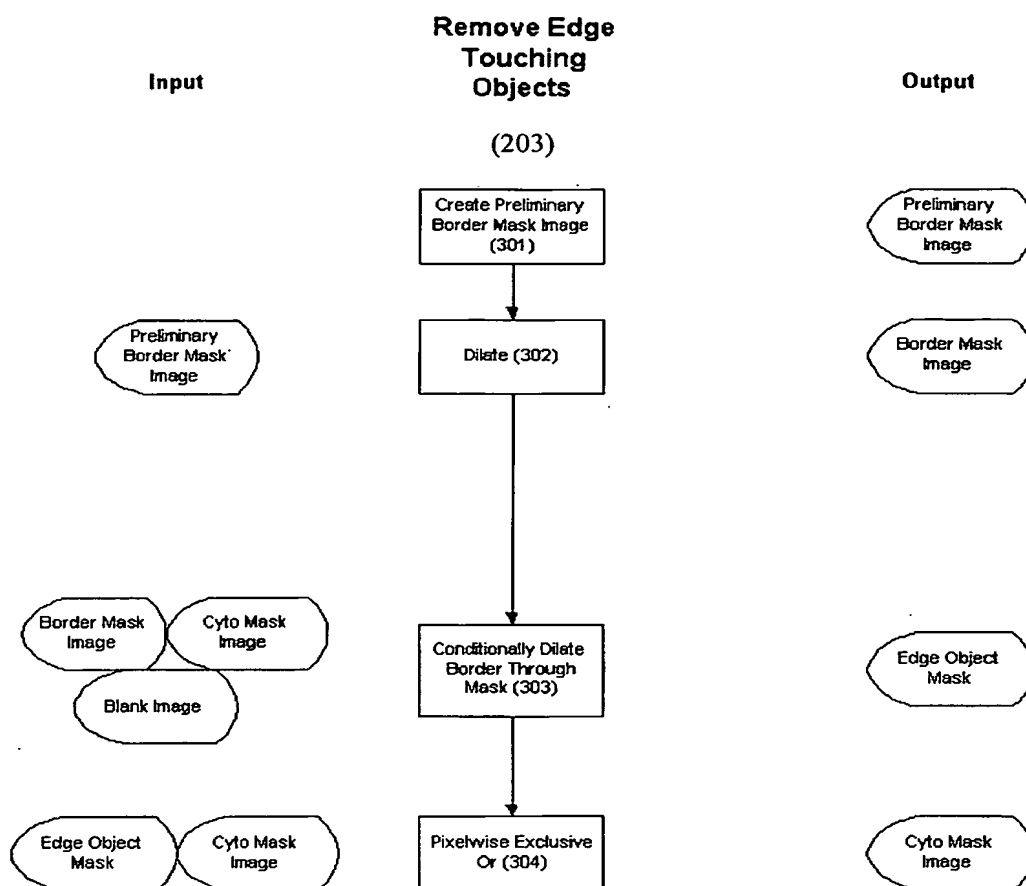 Remove Edge
Touching
Objects
Input
Output
(203)
Create Preliminary
Border Mask Image
(301)
Preliminary
Border Mask
Image
Preliminary
Border Mask
Image
Dilate (302)
Border Mask
Image
Border Mask
Image
Cyto Mask
Image
Blank Image
Conditionally Dilate
Border Through
Mask (303)
Edge Object
Mask
Edge Object
Mask
Cyto Mask
Image
Pixelwise Exclusive
Or (304)
Cyto Mask
Image